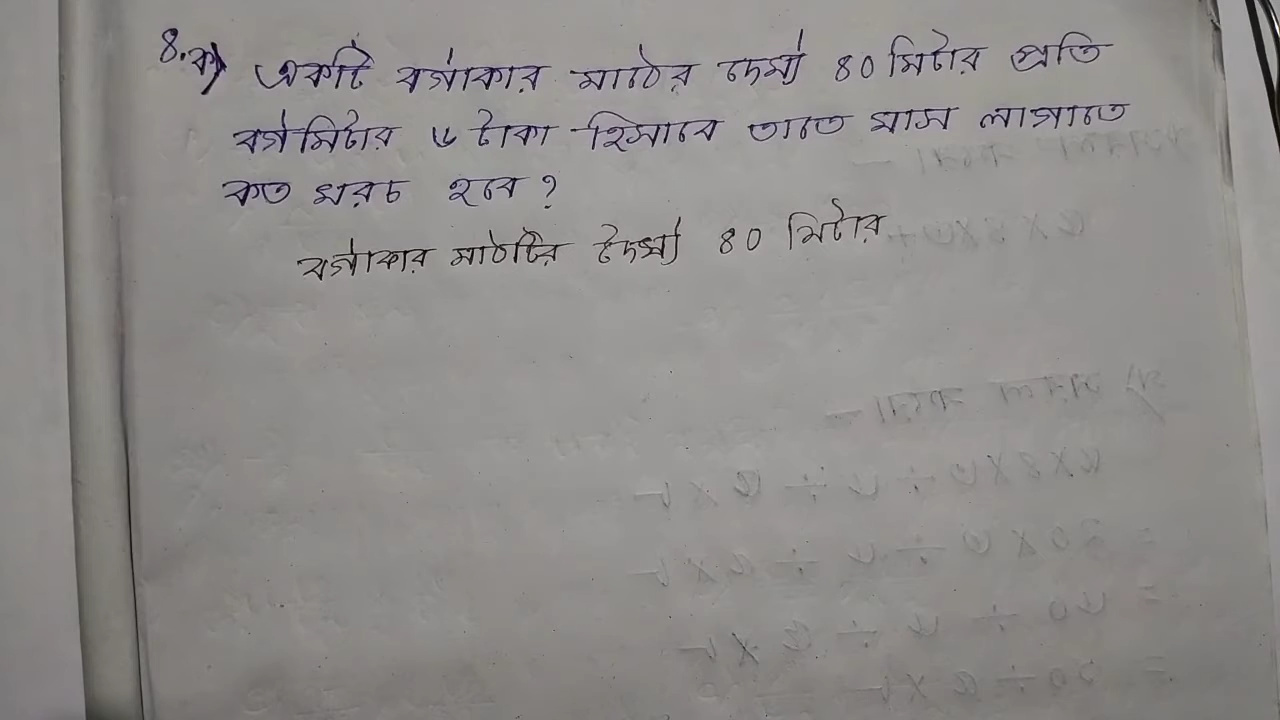 ৪.ক) একটি বর্গাকার মাঠের দৈর্ঘ্য ৪০ মিটার প্রতি
বর্গমিটার ৬ টাকা হিসাবে তাতে ঘাস লাগাতে
কত খরচ হবে?
বর্গাকার মাঠটির দৈর্ঘ্য ৪০ মিটার